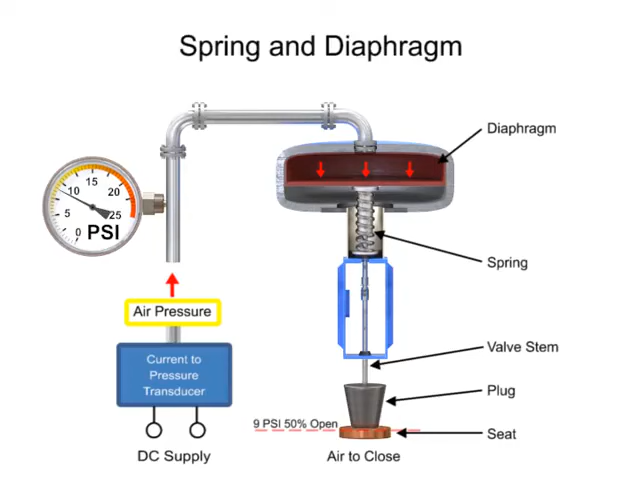 Spring and Diaphragm
Diaphragm
15
10
20
5
25
0
PSI
Spring
Air Pressure
Valve Stem
Current to
Pressure
Transducer
Plug
9 PSI 50% Open
Seat
DC Supply
Air to Close